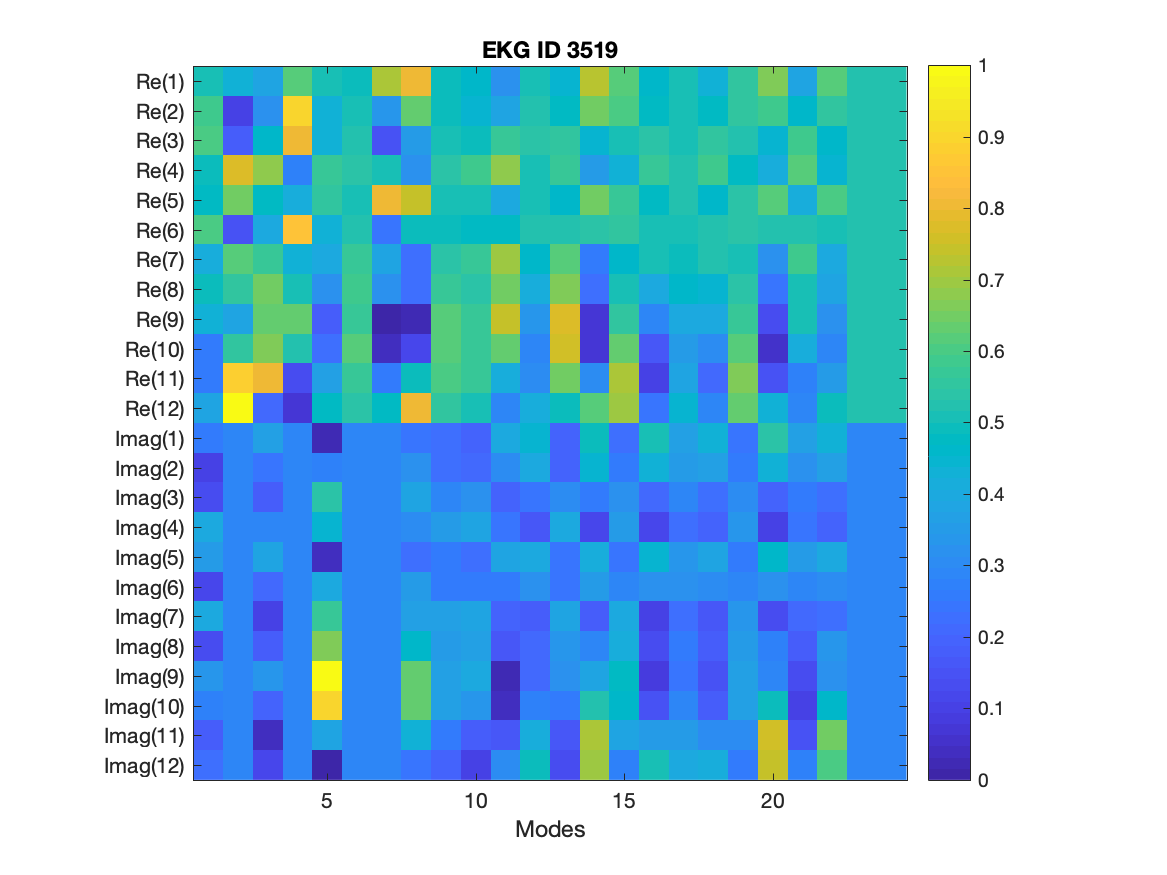 EKG ID 3519
Re(1)
Re(2)
Re(3)
Re(4)
Re(5)
Re(6)
Re(7)
Re(8)
Re(9)
Re(10)
Re(11)
Re(12)
Imag(1)
Imag(2)
Imag(3)
Imag(4)
Imag(5)
Imag(6)
Imag(7)
Imag(8)
Imag(9)
Imag(10)
Imag(11)
Imag(12)
5 10 15 20
Modes
1
0.9
0.8
0.7
0.6
0.5
0.4
0.3
0.2
0.1
0